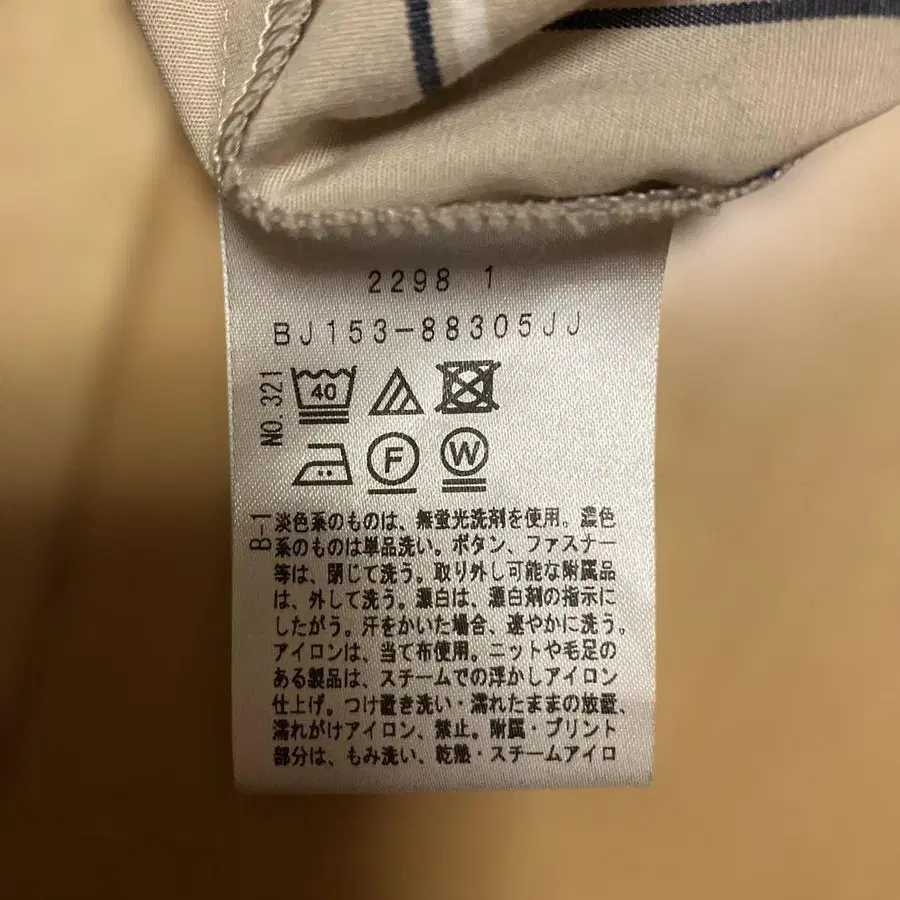 2298 1
BJ153-88305JJ
NO.321
40
F
W
B-1
淡色系のものは、無蛍光洗剤を使用。濃色
系のものは単品洗い。ボタン、ファスナー
等は、閉じて洗う。取り外し可能な附属品
は、外して洗う。漂白は、漂白剤の指示に
したがう。汗をかいた場合、速やかに洗う。
アイロンは、当て布使用。ニットや毛足の
ある製品は、スチームでの浮かしアイロン
仕上げ。つけ置き洗い・濡れたままの放置、
濡れがけアイロン、禁止。附属・プリント
部分は、もみ洗い、乾熱・スチームアイロ